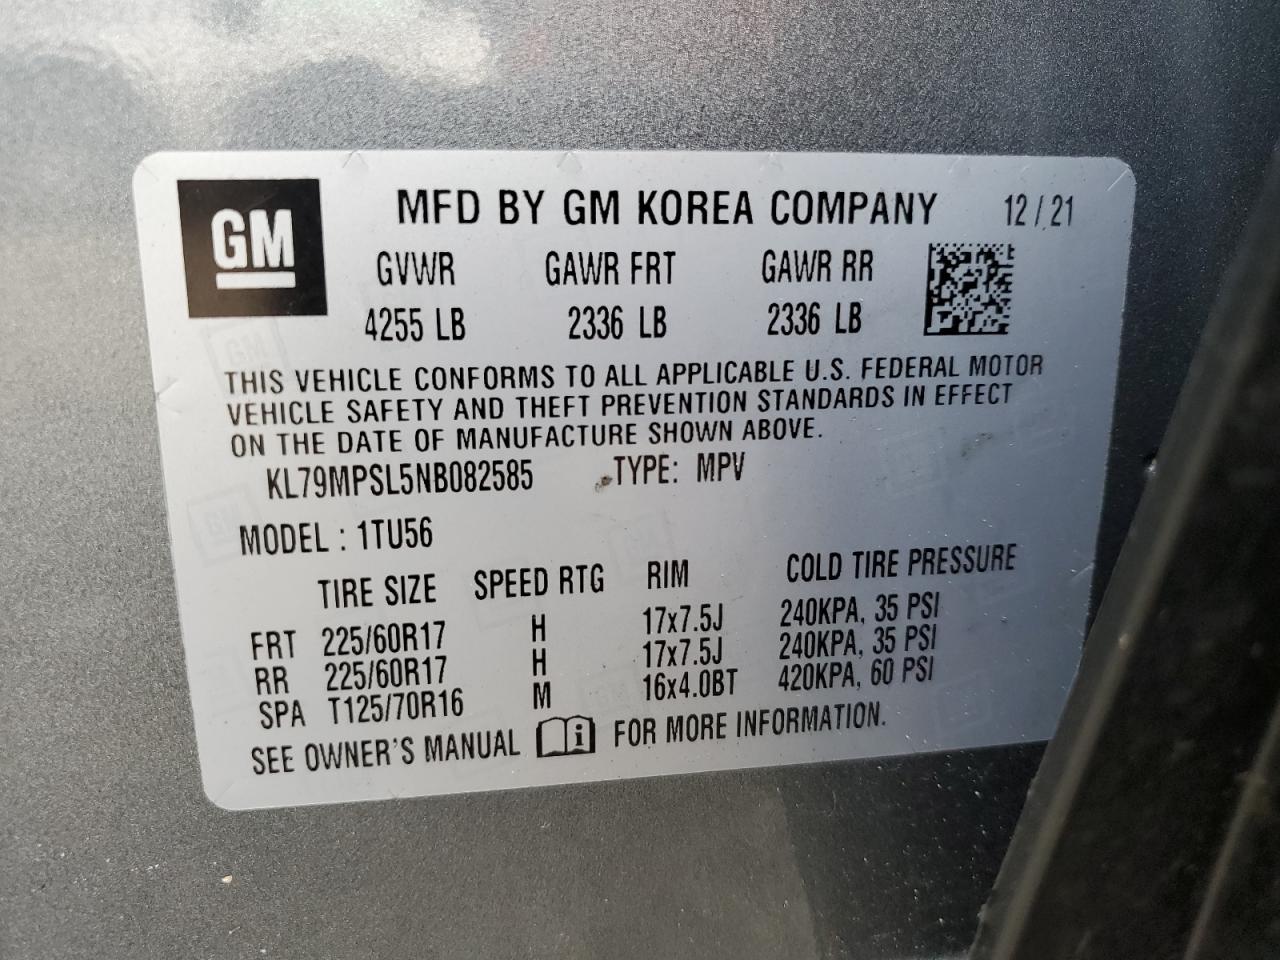 GM
MFD BY GM KOREA COMPANY 12/21
GVWR GAWR FRT GAWR RR
4255 LB 2336 LB 2336 LB
THIS VEHICLE CONFORMS TO ALL APPLICABLE U.S. FEDERAL MOTOR
VEHICLE SAFETY AND THEFT PREVENTION STANDARDS IN EFFECT
ON THE DATE OF MANUFACTURE SHOWN ABOVE.
KL79MPSL5NB082585 TYPE: MPV
MODEL : 1TU56
TIRE SIZE SPEED RTG RIM COLD TIRE PRESSURE
FRT 225/60R17 H 17x7.5J 240KPA, 35 PSI
RR 225/60R17 H 17x7.5J 240KPA, 35 PSI
SPA T125/70R16 M 16x4.0BT 420KPA, 60 PSI
SEE OWNER'S MANUAL i FOR MORE INFORMATION.